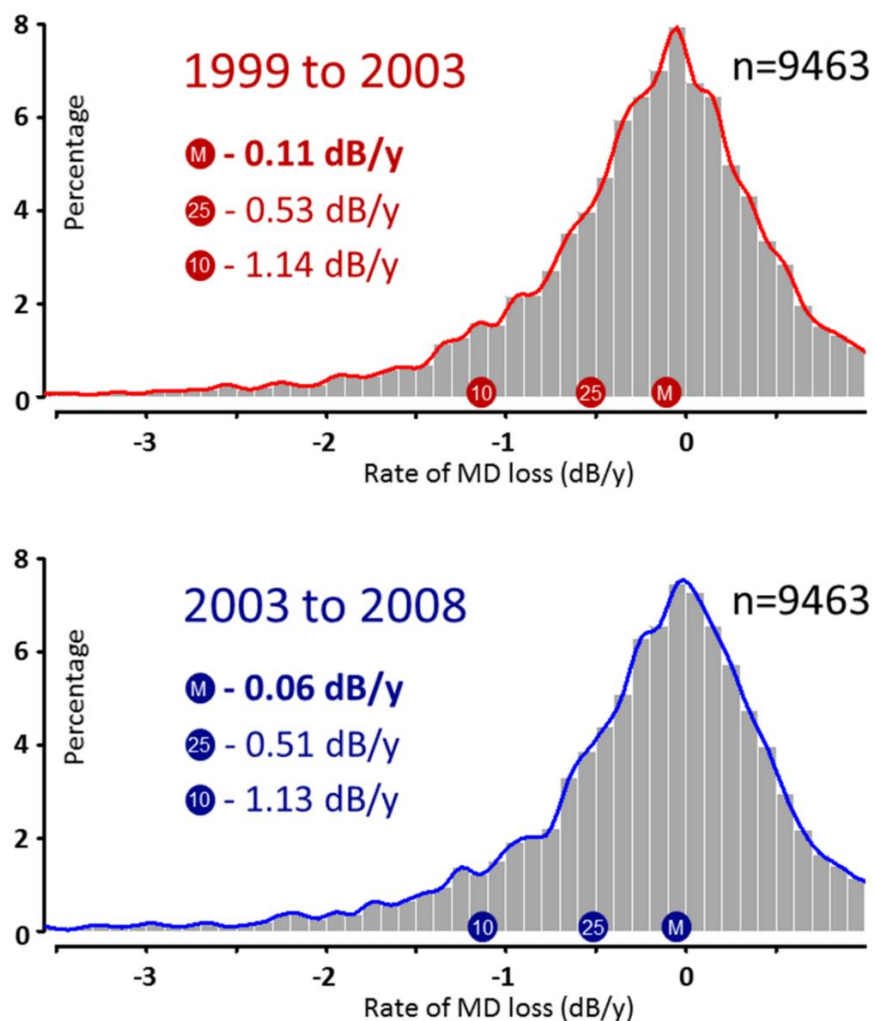 8
1999 to 2003
n=9463
6
Percentage
M - 0.11 dB/y
4
25 - 0.53 dB/y
10 - 1.14 dB/y
2
0
10 25 M
-3 -2 -1 0
Rate of MD loss (dB/y)
8
2003 to 2008
n=9463
6
Percentage
M - 0.06 dB/y
4
25 - 0.51 dB/y
10 - 1.13 dB/y
2
0
10 25 M
-3 -2 -1 0
Rate of MD loss (dB/y)